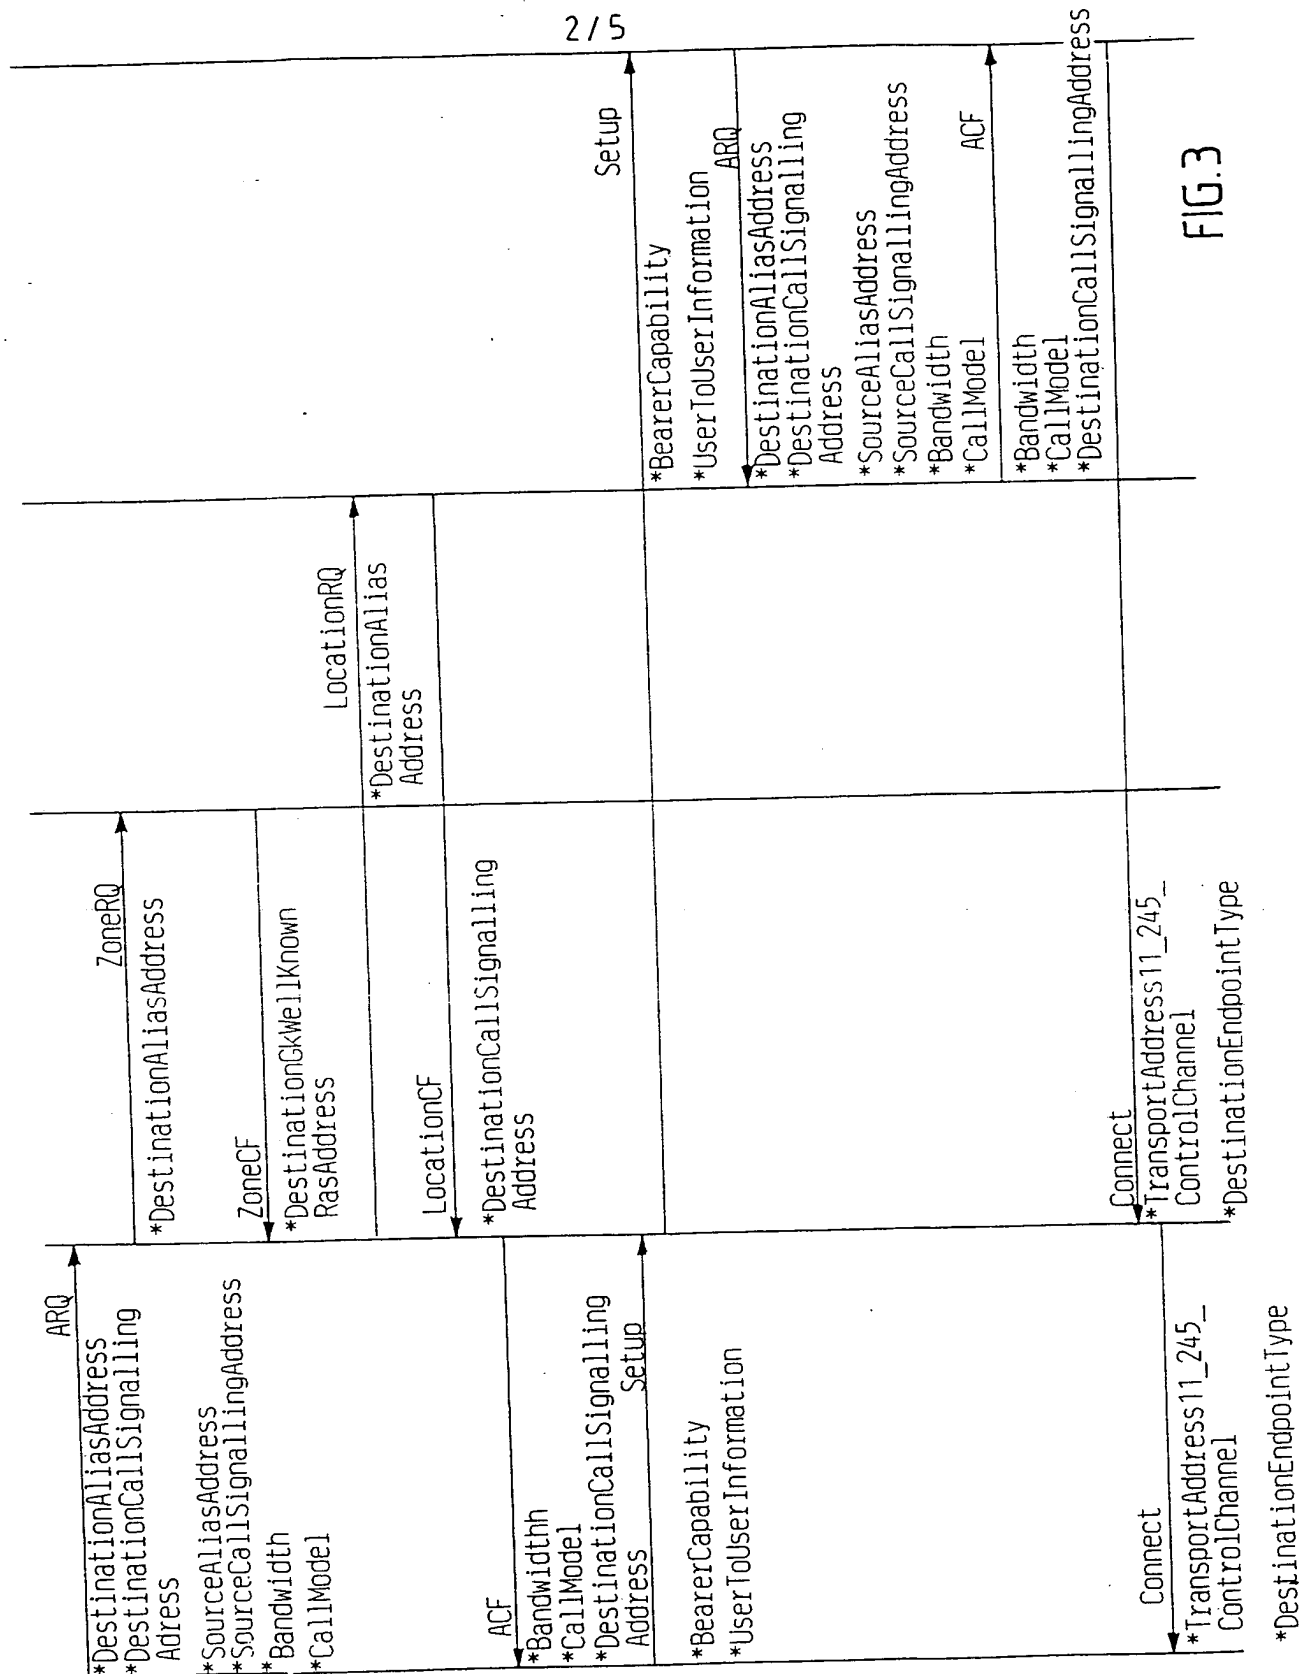 2/5
ARQ
*DestinationAliasAddress
*DestinationCallSignalling
Adress
*SourceAliasAddress
*SourceCallSignallingAddress
*Bandwidth
*CallModel
ZoneRQ
*DestinationAliasAddress
ZoneCF
*DestinationGkWellKnown
RasAddress
LocationRQ
*DestinationAlias
Address
LocationCF
*DestinationCallSignalling
Address
ACF
*Bandwidthh
*CallModel
*DestinationCallSignalling
Address
Setup
*BearerCapability
*UserToUserInformation
Setup
*BearerCapability
*UserToUserInformation
ARQ
*DestinationAliasAddress
*DestinationCallSignalling
Address
*SourceAliasAddress
*SourceCallSignallingAddress
*Bandwidth
*CallModel
ACF
*Bandwidth
*CallModel
*DestinationCallSignallingAddress
Connect
*TransportAddress11_245_
ControlChannel
*DestinationEndpointType
Connect
*TransportAddress11_245_
ControlChannel
*DestinationEndpointType
FIG.3